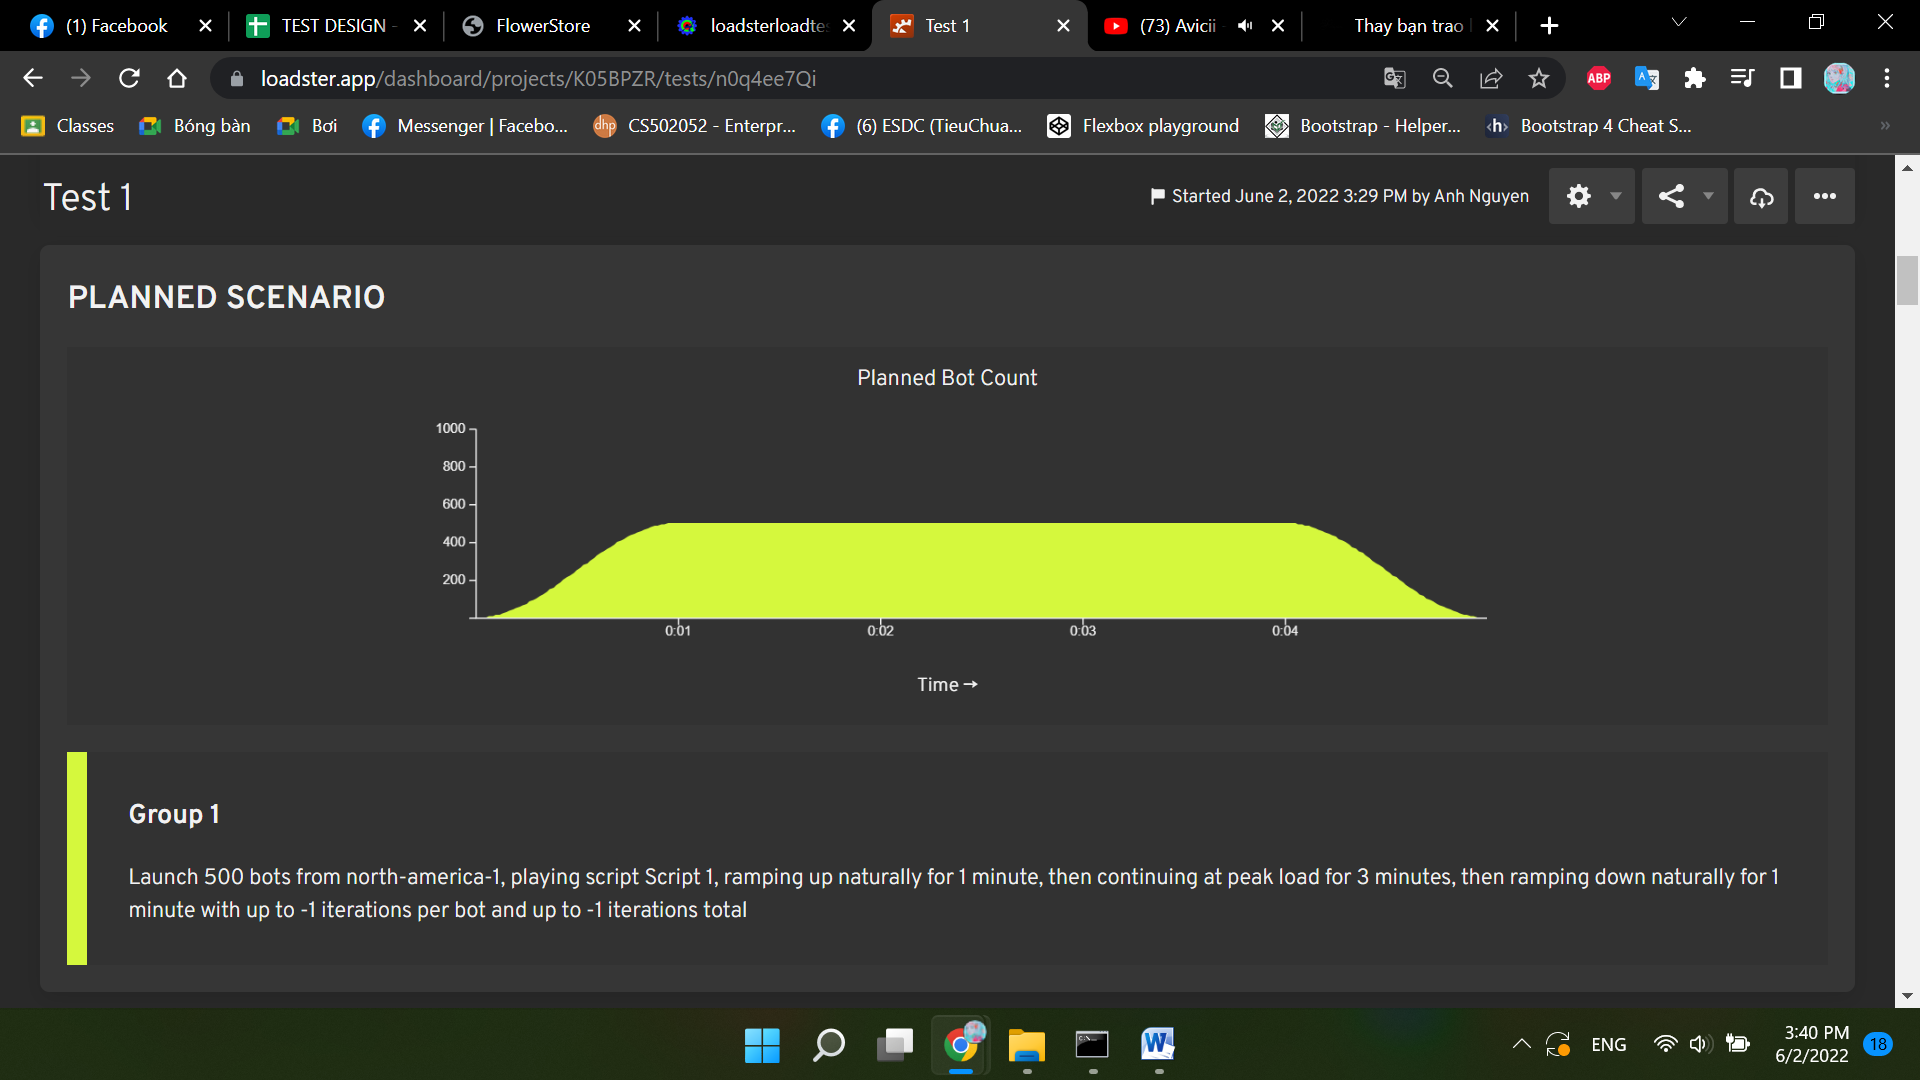 (1) Facebook
TEST DESIGN -
FlowerStore
loadsterloadtes
Test 1
(73) Avicii -
Thay bạn trao
loadster.app/dashboard/projects/K05BPZR/tests/n0q4ee7Qi
ABP
Classes
Bóng bàn
Bơi
Messenger | Facebo...
dhp
CS502052 - Enterpr...
(6) ESDC (TieuChua...
Flexbox playground
Bootstrap - Helper...
<h>
Bootstrap 4 Cheat S...
»
Test 1
Started June 2, 2022 3:29 PM by Anh Nguyen
PLANNED SCENARIO
Planned Bot Count
1000
800
600
400
200
0:01
0:02
0:03
0:04
Time →
Group 1
Launch 500 bots from north-america-1, playing script Script 1, ramping up naturally for 1 minute, then continuing at peak load for 3 minutes, then ramping down naturally for 1
minute with up to -1 iterations per bot and up to -1 iterations total
ENG
3:40 PM
6/2/2022
18